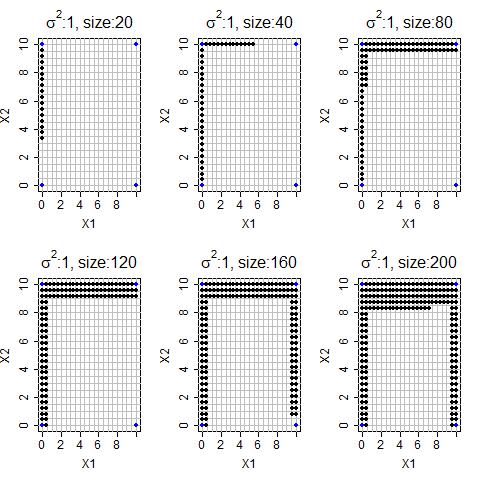 σ²:1, size:20 σ²:1, size:40 σ²:1, size:80
X2 0 2 4 6 8 10 X2 0 2 4 6 8 10 X2 0 2 4 6 8 10
0 2 4 6 8 0 2 4 6 8 0 2 4 6 8
X1 X1 X1
σ²:1, size:120 σ²:1, size:160 σ²:1, size:200
X2 0 2 4 6 8 10 X2 0 2 4 6 8 10 X2 0 2 4 6 8 10
0 2 4 6 8 0 2 4 6 8 0 2 4 6 8
X1 X1 X1